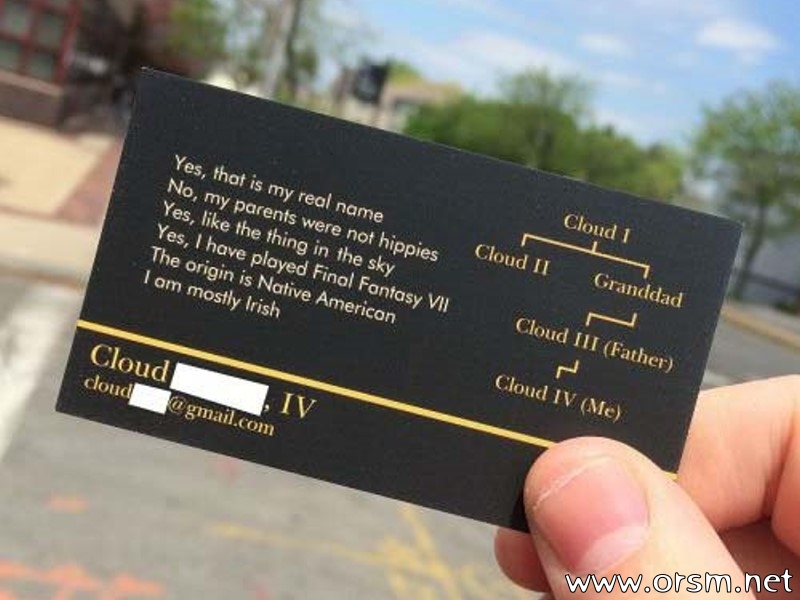 Yes, that is my real name
No, my parents were not hippies
Yes, like the thing in the sky
Yes, I have played Final Fantasy VII
The origin is Native American
I am mostly Irish
Cloud I
Cloud II
Granddad
Cloud III (Father)
Cloud IV (Me)
Cloud , IV
cloud @gmail.com
www.orsm.net